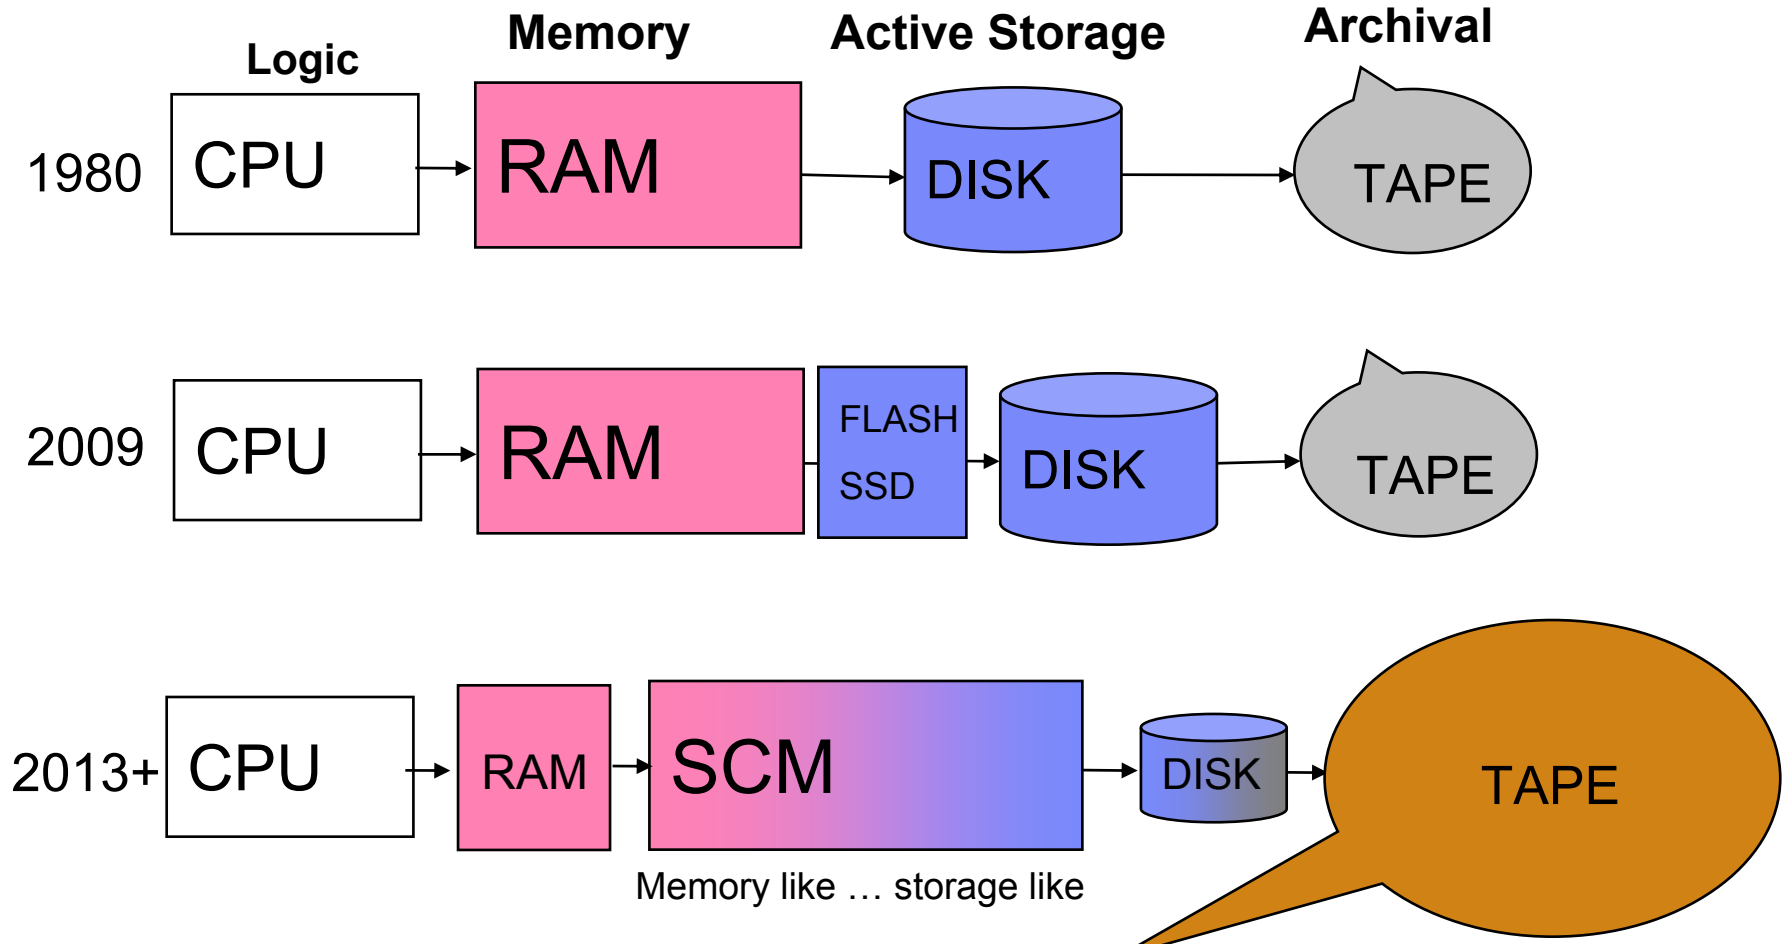 Logic
Memory
Active Storage
Archival
1980
CPU
RAM
DISK
TAPE
2009
CPU
RAM
FLASH
SSD
DISK
TAPE
2013+
CPU
RAM
SCM
DISK
TAPE
Memory like … storage like